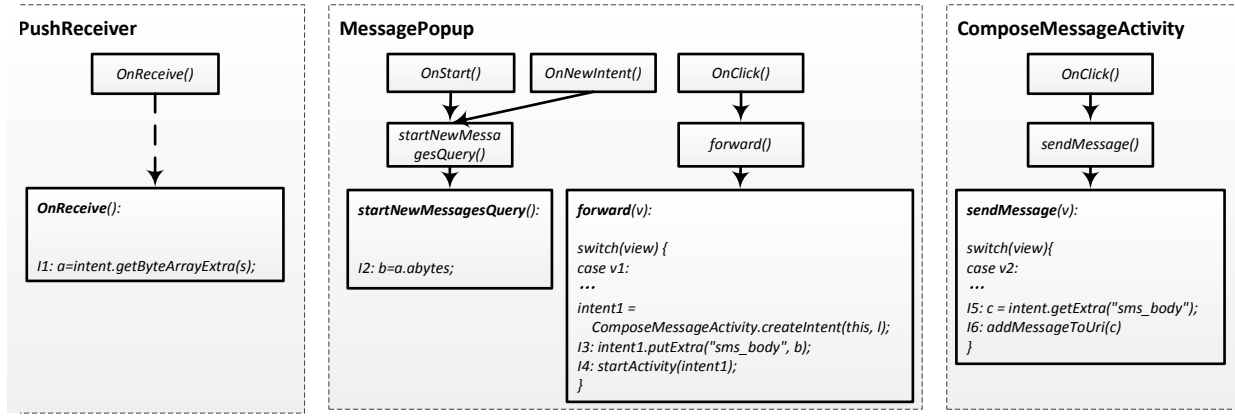 PushReceiver
OnReceive()
OnReceive():
I1: a=intent.getByteArrayExtra(s);
MessagePopup
OnStart()
OnNewIntent()
OnClick()
startNewMessa
gesQuery()
forward()
startNewMessagesQuery():
I2: b=a.abytes;
forward(v):
switch(view) {
case v1:
...
intent1 =
ComposeMessageActivity.createIntent(this, l);
I3: intent1.putExtra("sms_body", b);
I4: startActivity(intent1);
}
ComposeMessageActivity
OnClick()
sendMessage()
sendMessage(v):
switch(view){
case v2:
...
I5: c = intent.getExtra("sms_body");
I6: addMessageToUri(c)
}